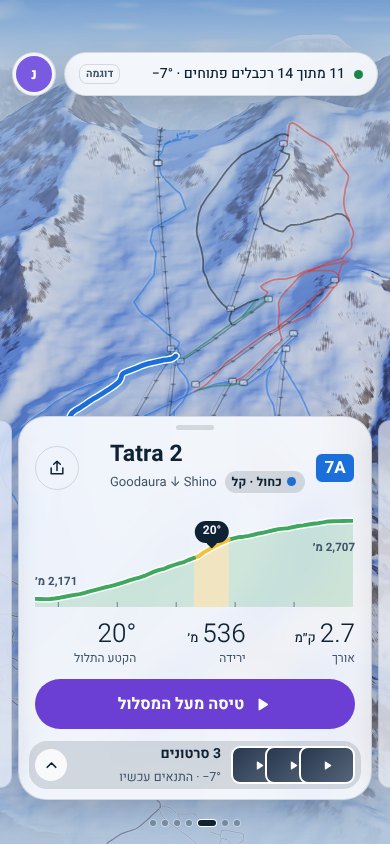 11 מתוך 14 רכבלים פתוחים · 7°−
דוגמה
נ
Tatra 2
7A
Goodaura ↓ Shino
כחול · קל
20°
2,707 מ׳
2,171 מ׳
2.7 ק״מ
אורך
536 מ׳
ירידה
20°
הקטע התלול
טיסה מעל המסלול
3 סרטונים
7°− · התנאים עכשיו